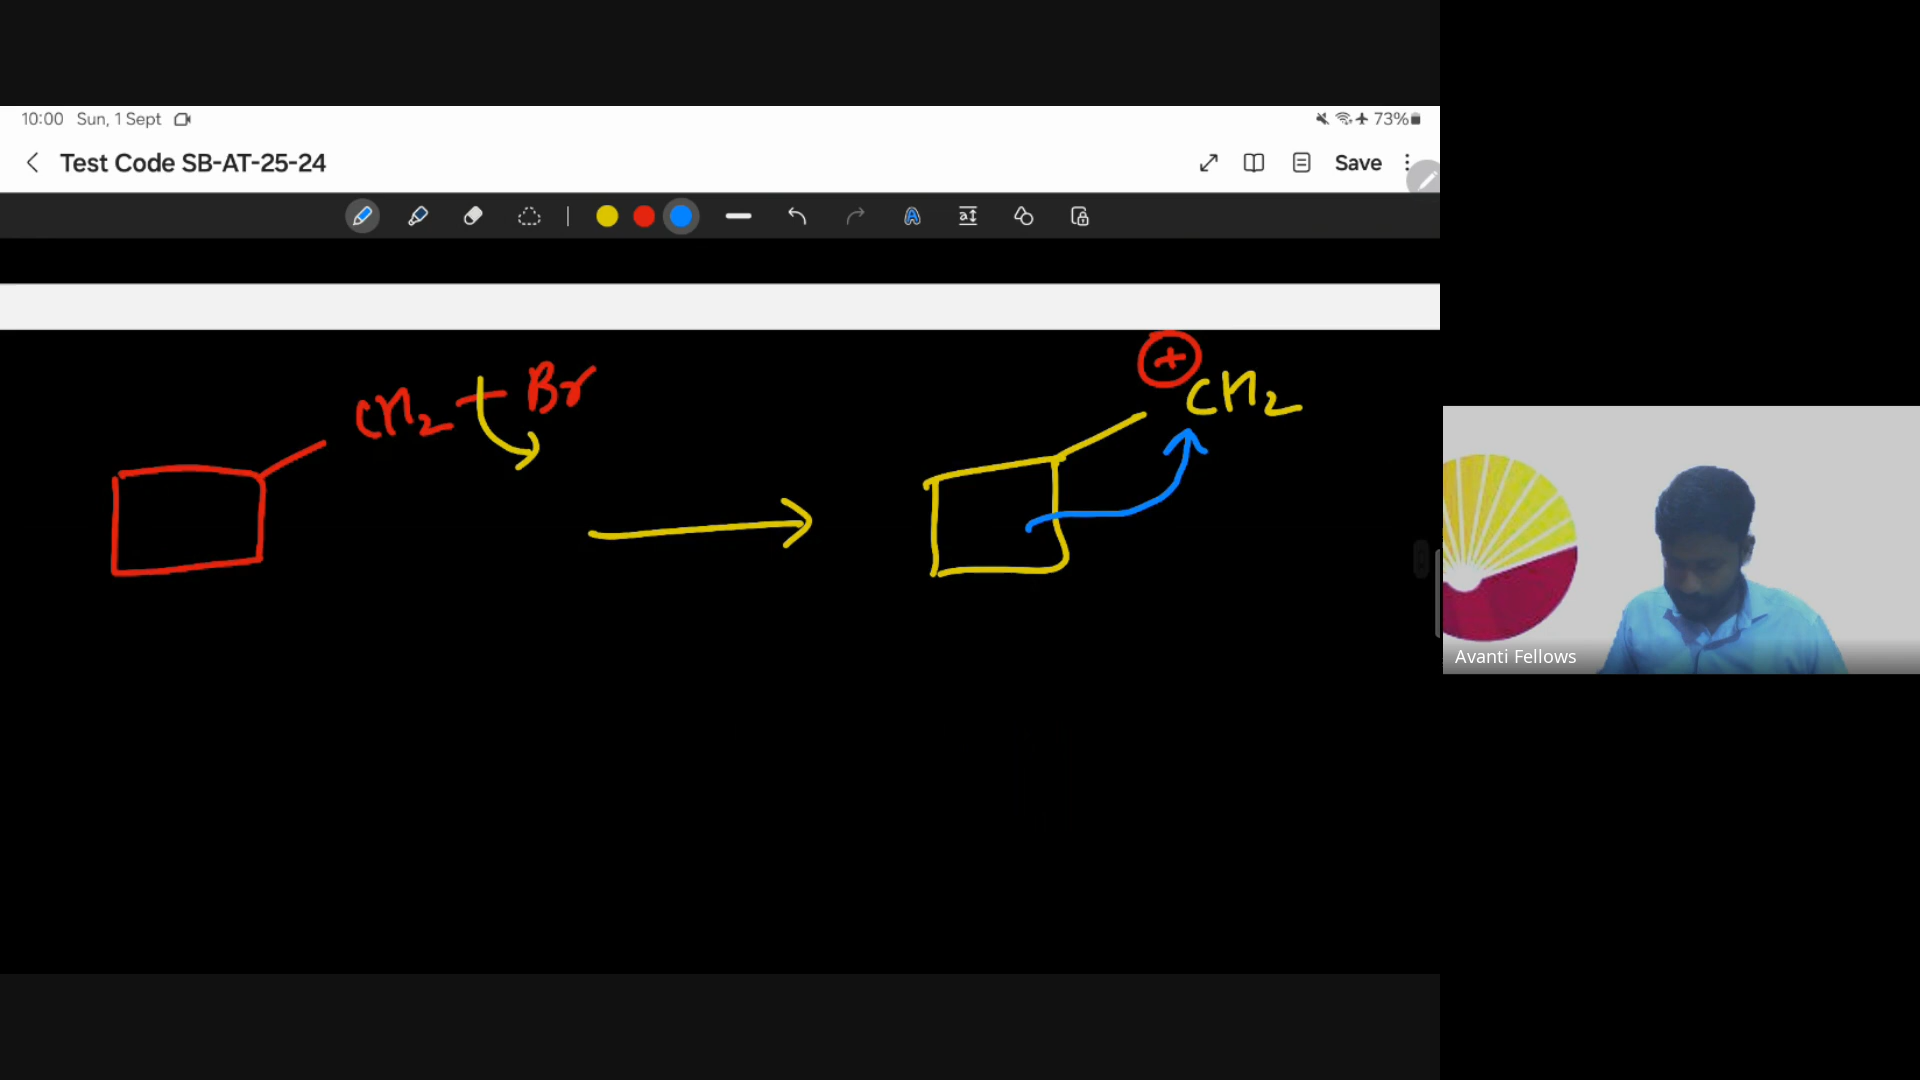 10:00 Sun, 1 Sept 73%
Test Code SB-AT-25-24 Save
CH2 Br
+
CH2
Avanti Fellows